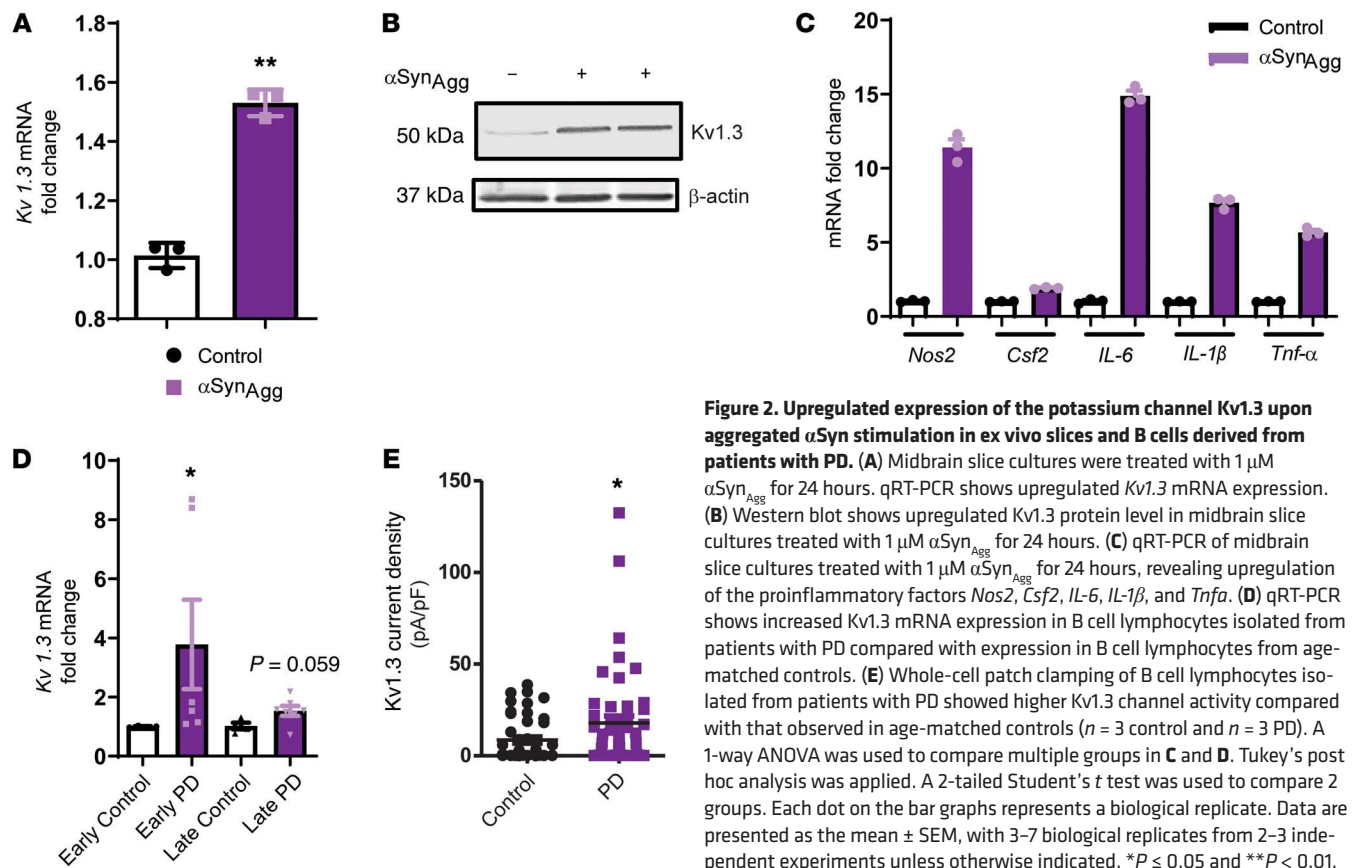 A
1.8
1.6
1.4
1.2
1.0
0.8
Kv 1.3 mRNA
fold change
**
Control
αSynAgg
B
αSynAgg
− + +
50 kDa
Kv1.3
37 kDa
β-actin
C
20
15
10
5
0
mRNA fold change
Control
αSynAgg
Nos2 Csf2 IL-6 IL-1β Tnf-α
D
10
8
6
4
2
0
Kv 1.3 mRNA
fold change
*
P = 0.059
Early Control
Early PD
Late Control
Late PD
E
150
100
50
0
Kv1.3 current density
(pA/pF)
*
Control
PD
Figure 2. Upregulated expression of the potassium channel Kv1.3 upon
aggregated αSyn stimulation in ex vivo slices and B cells derived from
patients with PD. (A) Midbrain slice cultures were treated with 1 μM
αSynAgg for 24 hours. qRT-PCR shows upregulated Kv1.3 mRNA expression.
(B) Western blot shows upregulated Kv1.3 protein level in midbrain slice
cultures treated with 1 μM αSynAgg for 24 hours. (C) qRT-PCR of midbrain
slice cultures treated with 1 μM αSynAgg for 24 hours, revealing upregulation
of the proinflammatory factors Nos2, Csf2, IL-6, IL-1β, and Tnfa. (D) qRT-PCR
shows increased Kv1.3 mRNA expression in B cell lymphocytes isolated from
patients with PD compared with expression in B cell lymphocytes from age-
matched controls. (E) Whole-cell patch clamping of B cell lymphocytes iso-
lated from patients with PD showed higher Kv1.3 channel activity compared
with that observed in age-matched controls (n = 3 control and n = 3 PD). A
1-way ANOVA was used to compare multiple groups in C and D. Tukey's post
hoc analysis was applied. A 2-tailed Student's t test was used to compare 2
groups. Each dot on the bar graphs represents a biological replicate. Data are
presented as the mean ± SEM, with 3–7 biological replicates from 2–3 inde-
pendent experiments unless otherwise indicated. *P ≤ 0.05 and **P < 0.01.